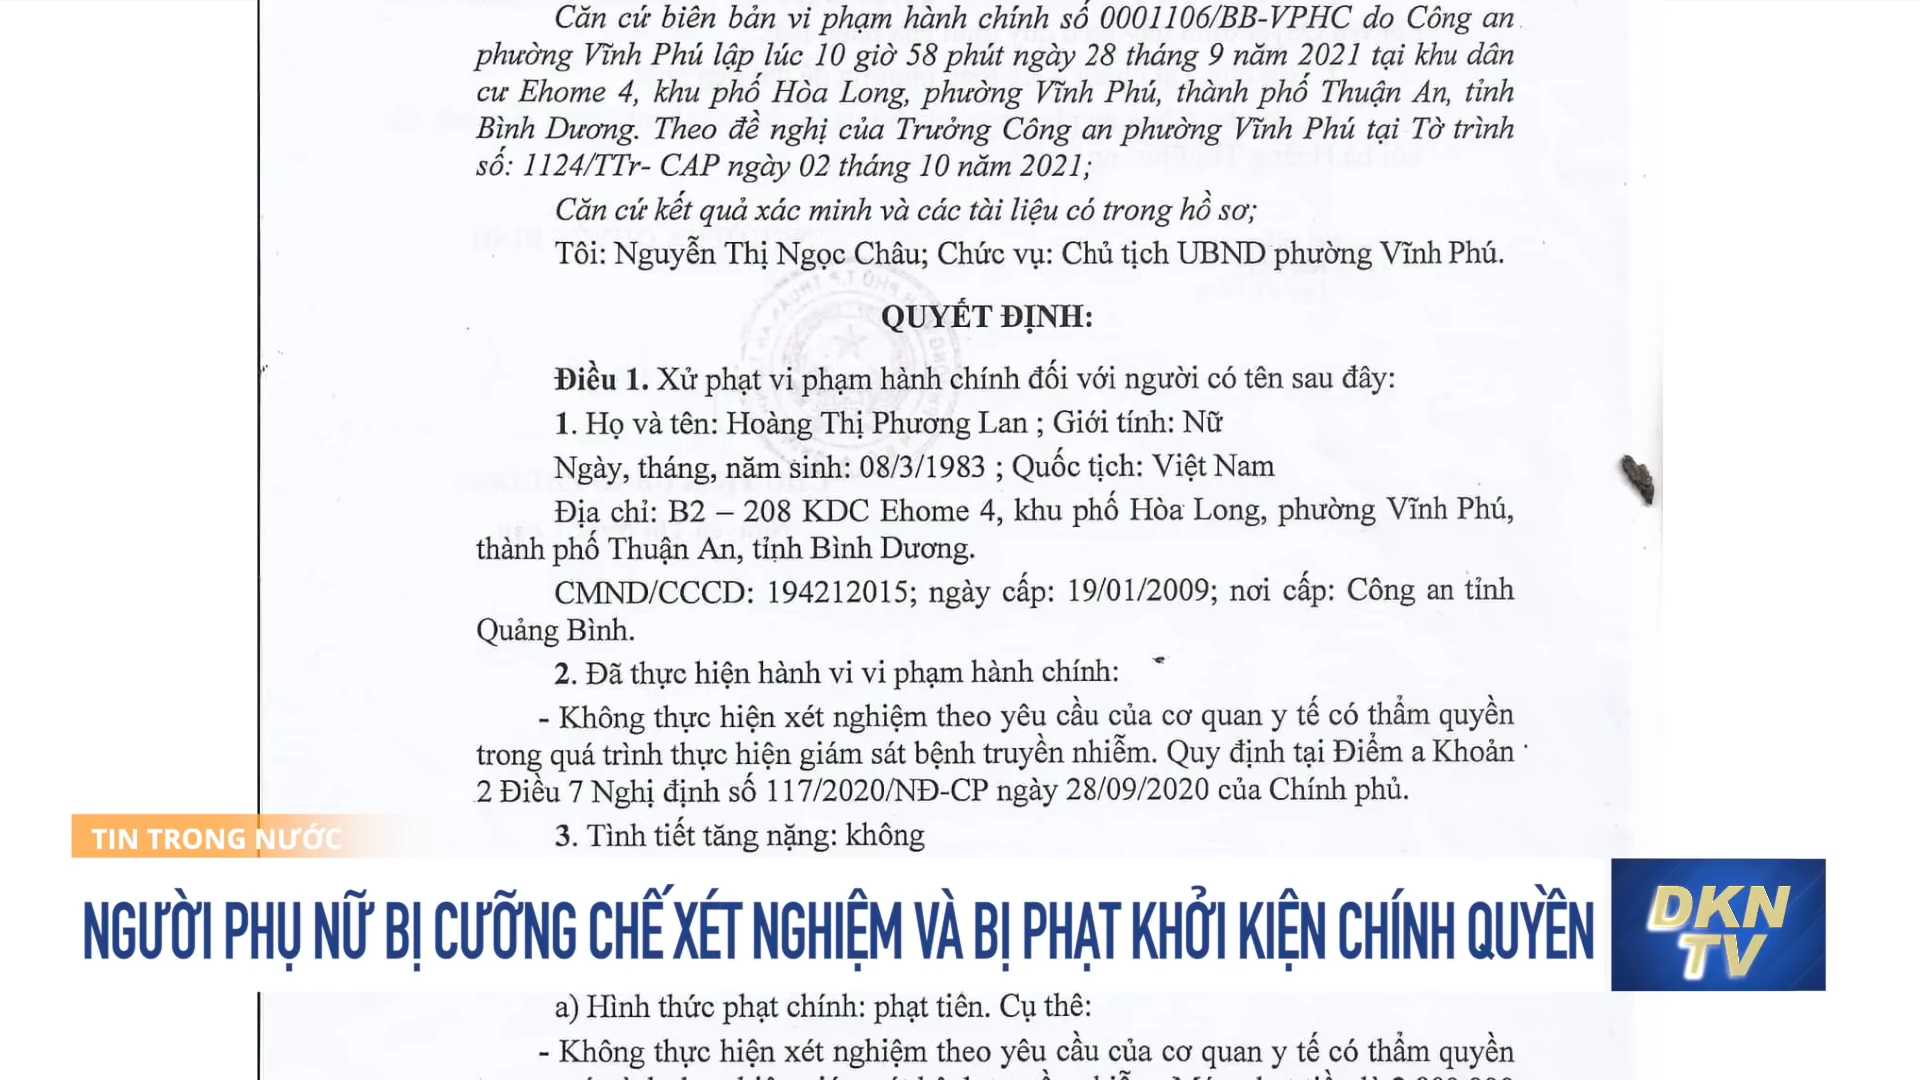 Căn cứ biên bản vi phạm hành chính số 0001106/BB-VPHC do Công an
phường Vĩnh Phú lập lúc 10 giờ 58 phút ngày 28 tháng 9 năm 2021 tại khu dân
cư Ehome 4, khu phố Hòa Long, phường Vĩnh Phú, thành phố Thuận An, tỉnh
Bình Dương. Theo đề nghị của Trưởng Công an phường Vĩnh Phú tại Tờ trình
số: 1124/TTr- CAP ngày 02 tháng 10 năm 2021;
Căn cứ kết quả xác minh và các tài liệu có trong hồ sơ;
Tôi: Nguyễn Thị Ngọc Châu; Chức vụ: Chủ tịch UBND phường Vĩnh Phú.
QUYẾT ĐỊNH:
Điều 1. Xử phạt vi phạm hành chính đối với người có tên sau đây:
1. Họ và tên: Hoàng Thị Phương Lan ; Giới tính: Nữ
Ngày, tháng, năm sinh: 08/3/1983 ; Quốc tịch: Việt Nam
Địa chỉ: B2 – 208 KDC Ehome 4, khu phố Hòa Long, phường Vĩnh Phú,
thành phố Thuận An, tỉnh Bình Dương.
CMND/CCCD: 194212015; ngày cấp: 19/01/2009; nơi cấp: Công an tỉnh
Quảng Bình.
2. Đã thực hiện hành vi vi phạm hành chính:
- Không thực hiện xét nghiệm theo yêu cầu của cơ quan y tế có thẩm quyền
trong quá trình thực hiện giám sát bệnh truyền nhiễm. Quy định tại Điểm a Khoản
2 Điều 7 Nghị định số 117/2020/NĐ-CP ngày 28/09/2020 của Chính phủ.
3. Tình tiết tăng nặng: không
TIN TRONG NƯỚC
NGƯỜI PHỤ NỮ BỊ CƯỠNG CHẾ XÉT NGHIỆM VÀ BỊ PHẠT KHỞI KIỆN CHÍNH QUYỀN
DKN
TV
a) Hình thức phạt chính: phạt tiền. Cụ thể:
- Không thực hiện xét nghiệm theo yêu cầu của cơ quan y tế có thẩm quyền